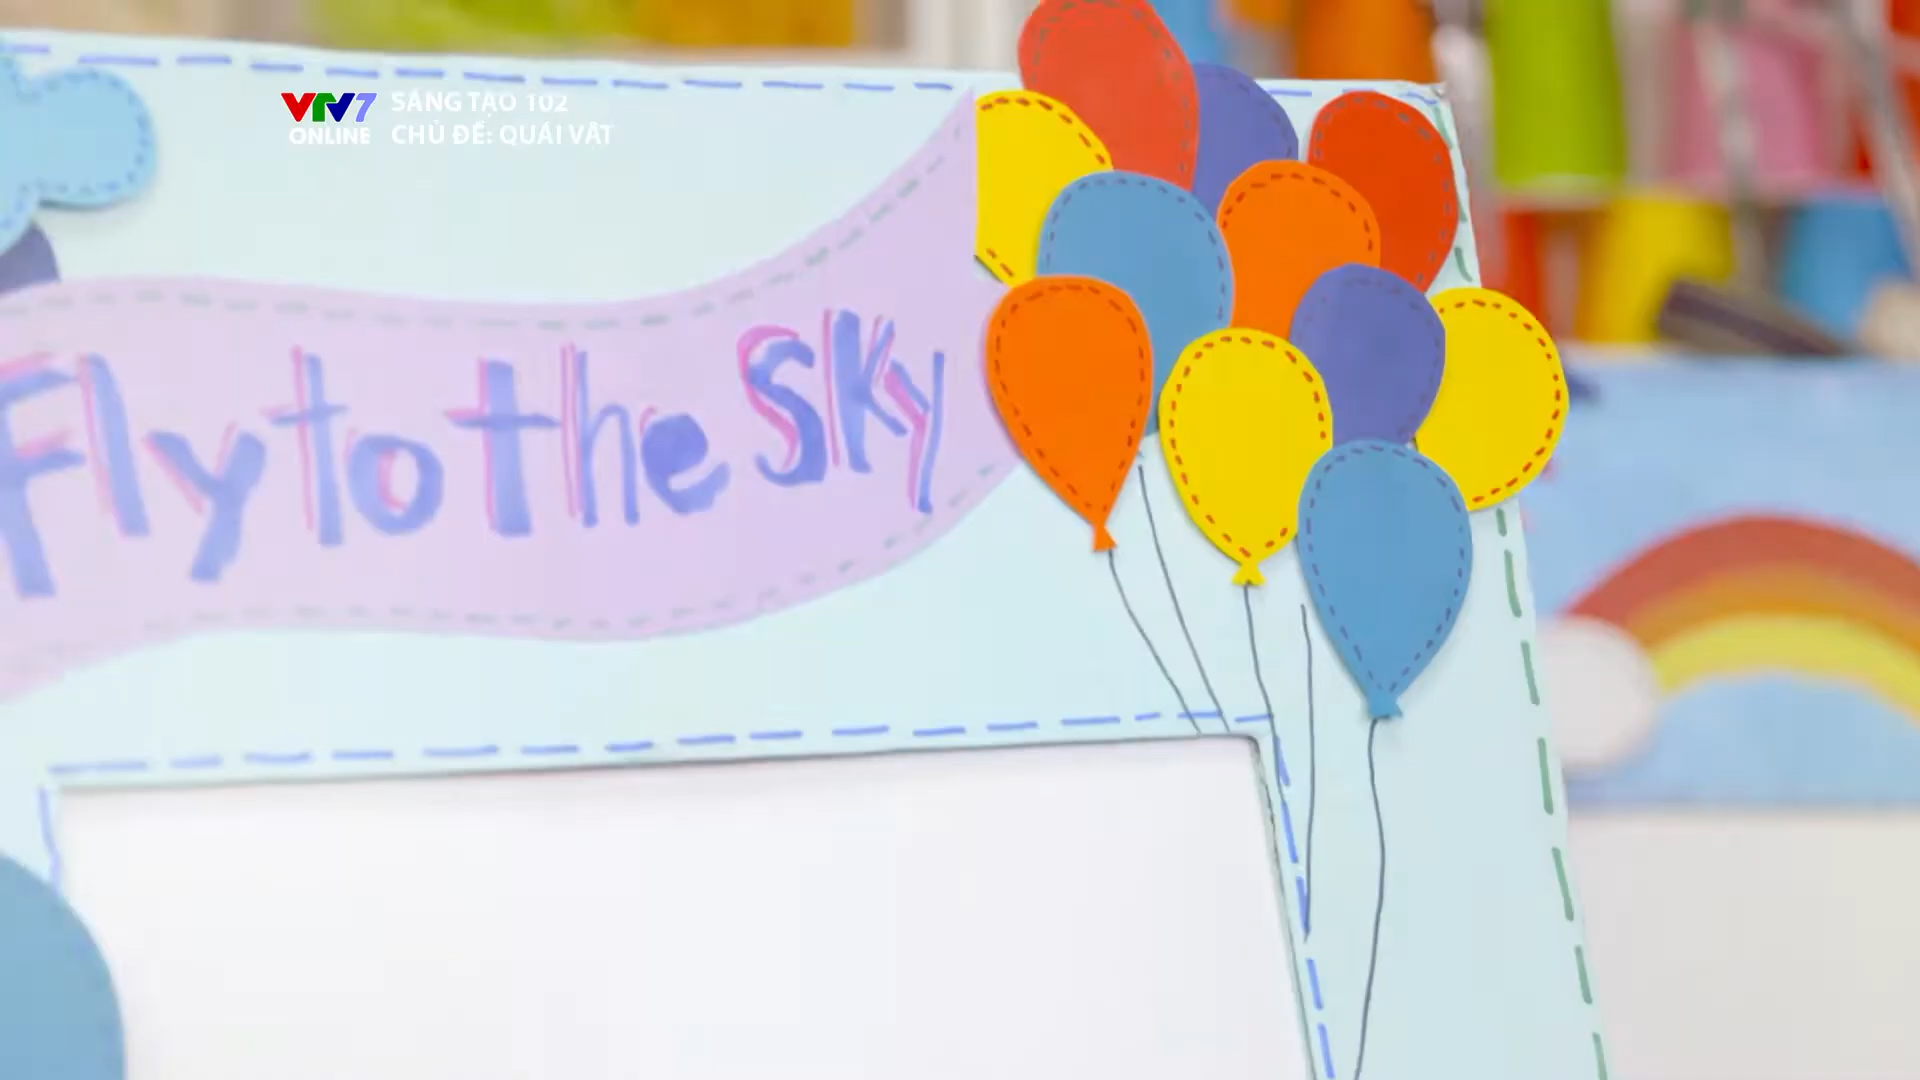 VTV7
ONLINE
SÁNG TẠO 102
CHỦ ĐỀ: QUÁI VẬT
Fly to the Sky